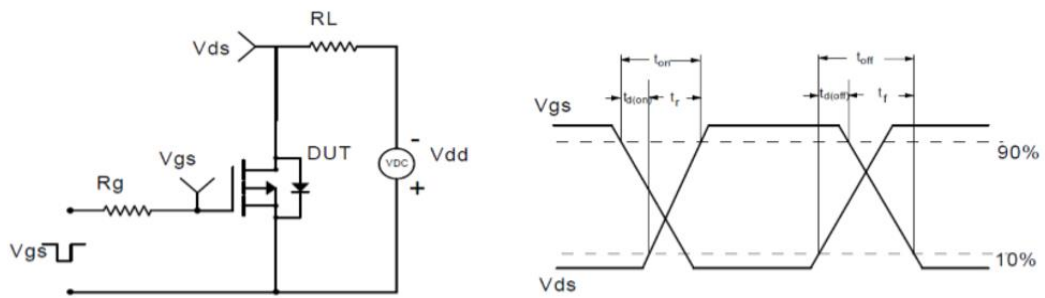 RL
Vds
Vgs
DUT
VDC
-
+
Vdd
Rg
Vgs
ton
toff
td(on)
tr
td(off)
tf
Vgs
90%
10%
Vds